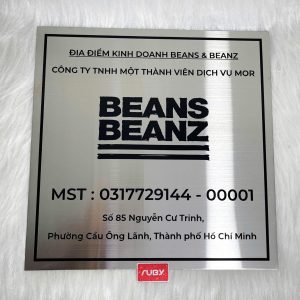 ĐỊA ĐIỂM KINH DOANH BEANS & BEANZ
CÔNG TY TNHH MỘT THÀNH VIÊN DỊCH VỤ MOR
BEANS
BEANZ
MST : 0317729144 - 00001
Số 85 Nguyễn Cư Trinh,
Phường Cầu Ông Lãnh, Thành phố Hồ Chí Minh
RUBY